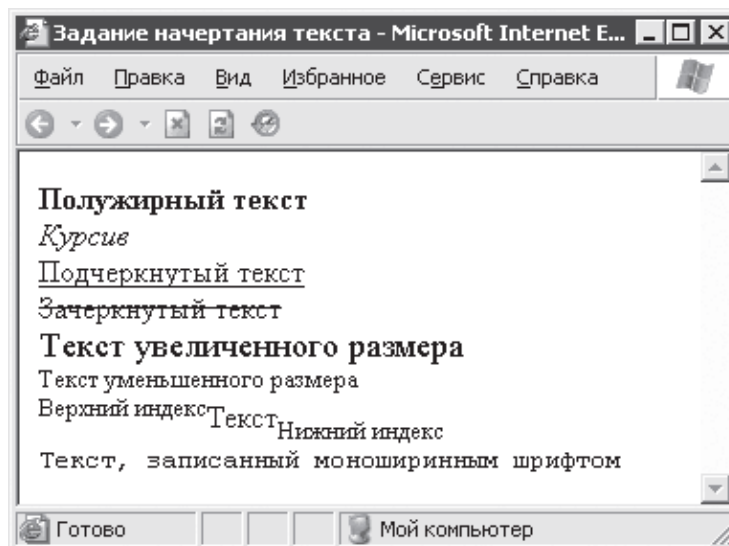 Задание начертания текста - Microsoft Internet E...
Файл Правка Вид Избранное Сервис Справка
Полужирный текст
Курсив
Подчеркнутый текст
Зачеркнутый текст
Текст увеличенного размера
Текст уменьшенного размера
Верхний индексТекстНижний индекс
Текст, записанный моноширинным шрифтом
Готово Мой компьютер